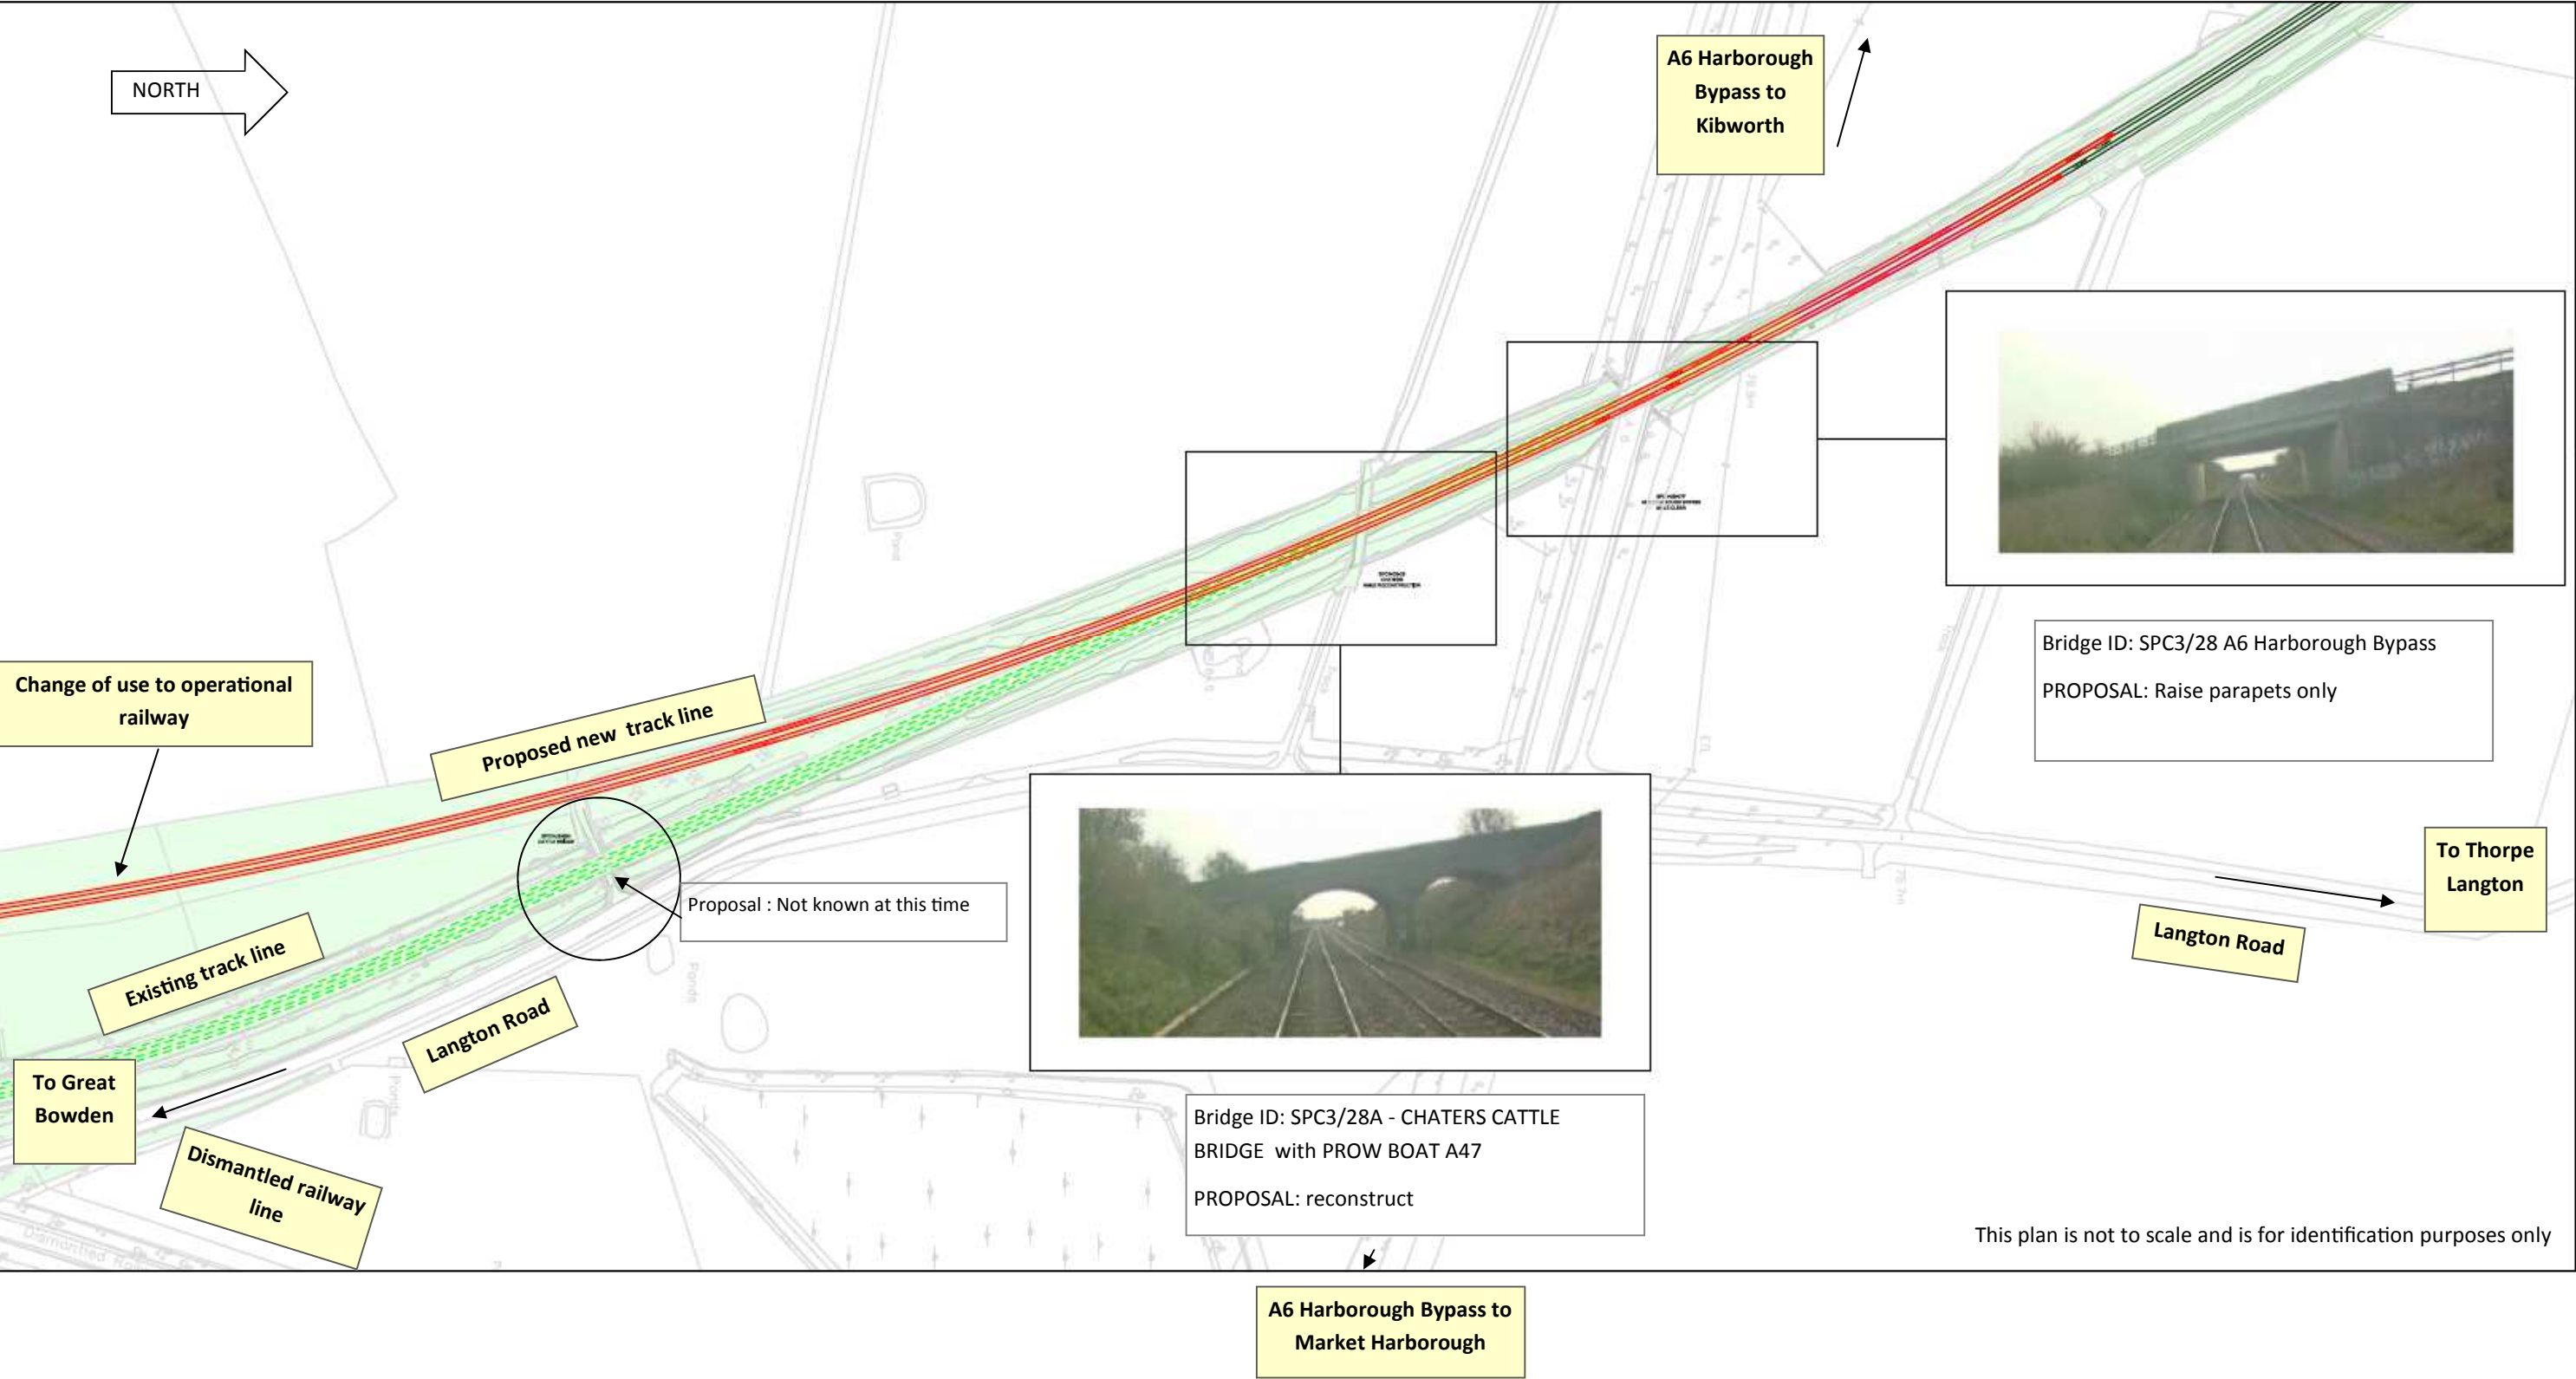 NORTH
A6 Harborough
Bypass to
Kibworth
Change of use to operational
railway
Proposed new track line
Pond
Bridge ID: SPC3/28 A6 Harborough Bypass
PROPOSAL: Raise parapets only
Proposal : Not known at this time
To Thorpe
Langton
Langton Road
Existing track line
Langton Road
Ponds
To Great
Bowden
Ponds
Dismantled railway
line
Bridge ID: SPC3/28A - CHATERS CATTLE
BRIDGE with PROW BOAT A47
PROPOSAL: reconstruct
This plan is not to scale and is for identification purposes only
A6 Harborough Bypass to
Market Harborough